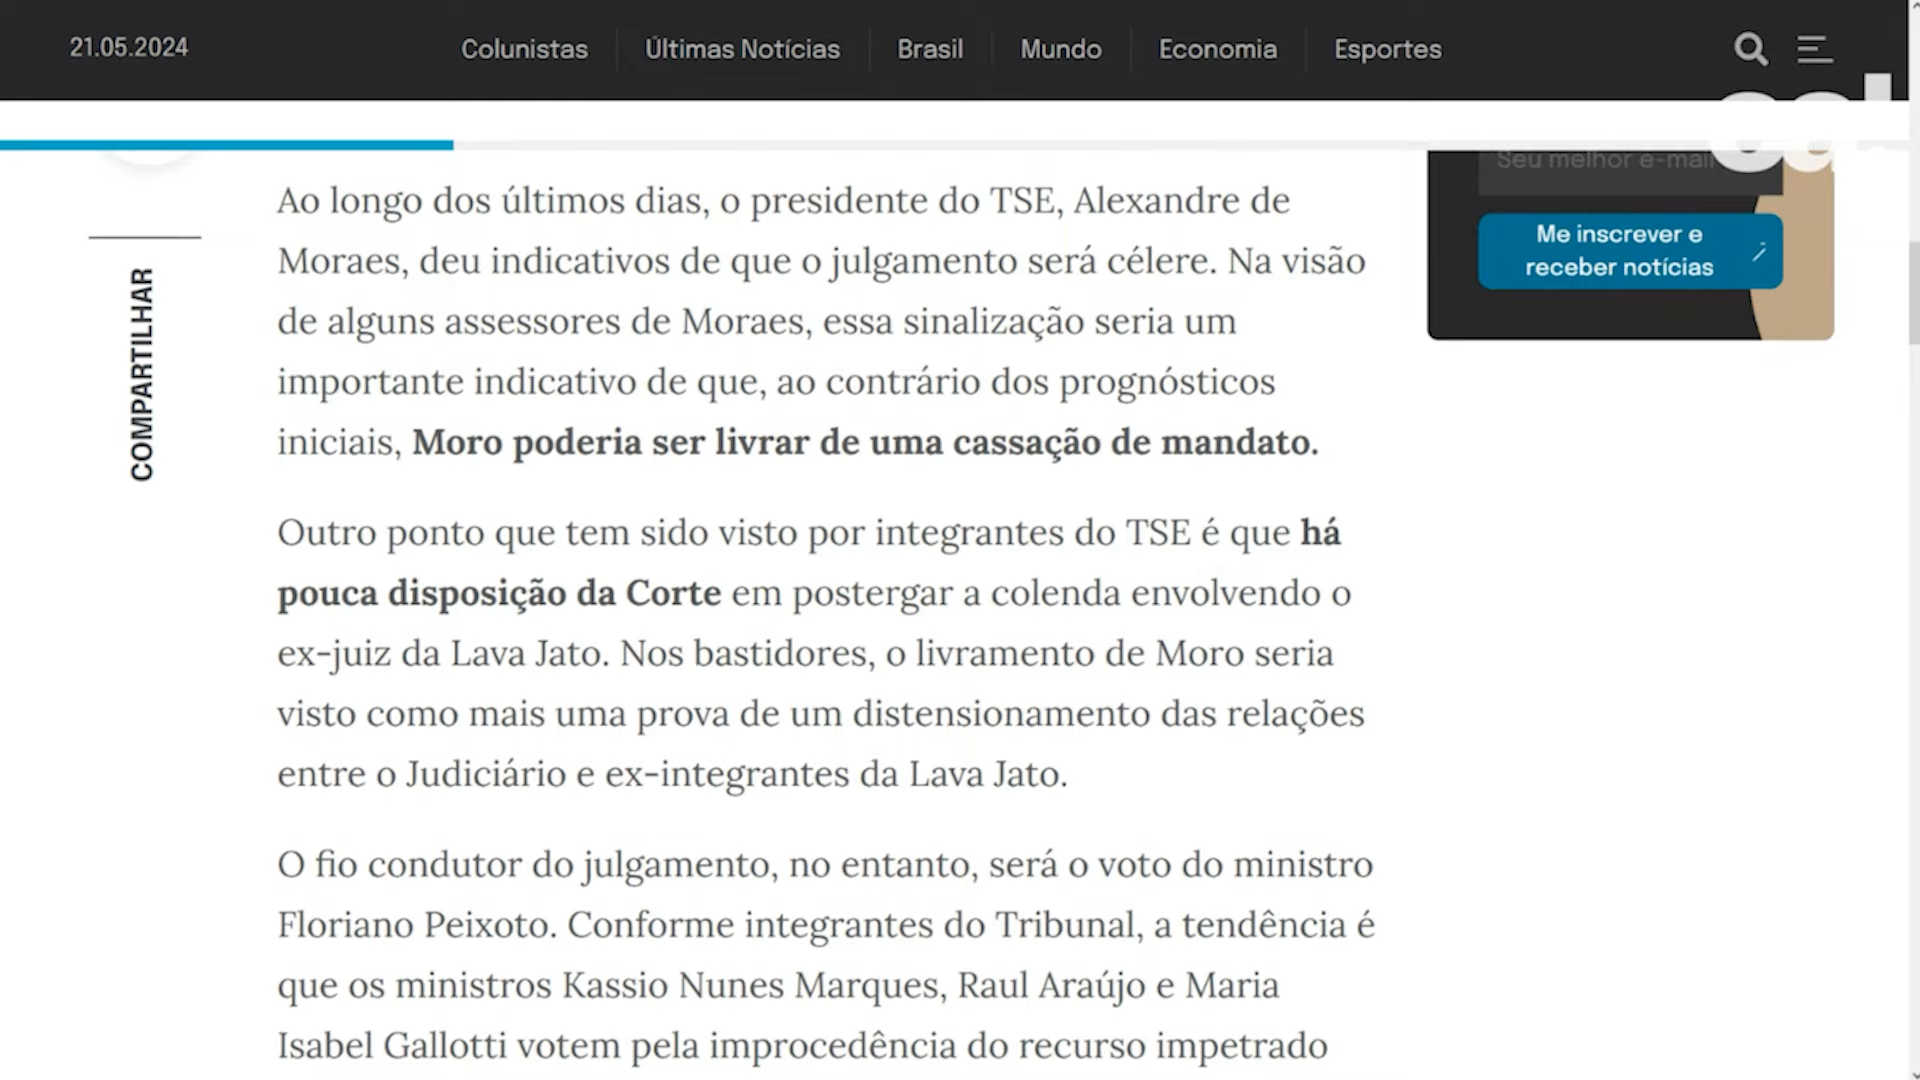 21.05.2024
Colunistas
Últimas Notícias
Brasil
Mundo
Economia
Esportes
Seu melhor e-mail
Me inscrever e
receber notícias
COMPARTILHAR
Ao longo dos últimos dias, o presidente do TSE, Alexandre de
Moraes, deu indicativos de que o julgamento será célere. Na visão
de alguns assessores de Moraes, essa sinalização seria um
importante indicativo de que, ao contrário dos prognósticos
iniciais, Moro poderia ser livrar de uma cassação de mandato.
Outro ponto que tem sido visto por integrantes do TSE é que há
pouca disposição da Corte em postergar a colenda envolvendo o
ex-juiz da Lava Jato. Nos bastidores, o livramento de Moro seria
visto como mais uma prova de um distensionamento das relações
entre o Judiciário e ex-integrantes da Lava Jato.
O fio condutor do julgamento, no entanto, será o voto do ministro
Floriano Peixoto. Conforme integrantes do Tribunal, a tendência é
que os ministros Kassio Nunes Marques, Raul Araújo e Maria
Isabel Gallotti votem pela improcedência do recurso impetrado